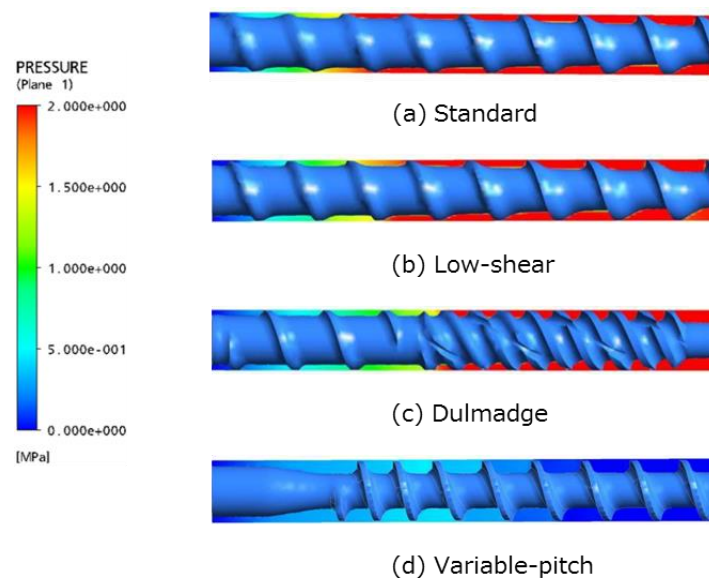 PRESSURE
(Plane 1)
2.000e+000
1.500e+000
1.000e+000
5.000e-001
0.000e+000
[MPa]
(a) Standard
(b) Low-shear
(c) Dulmadge
(d) Variable-pitch